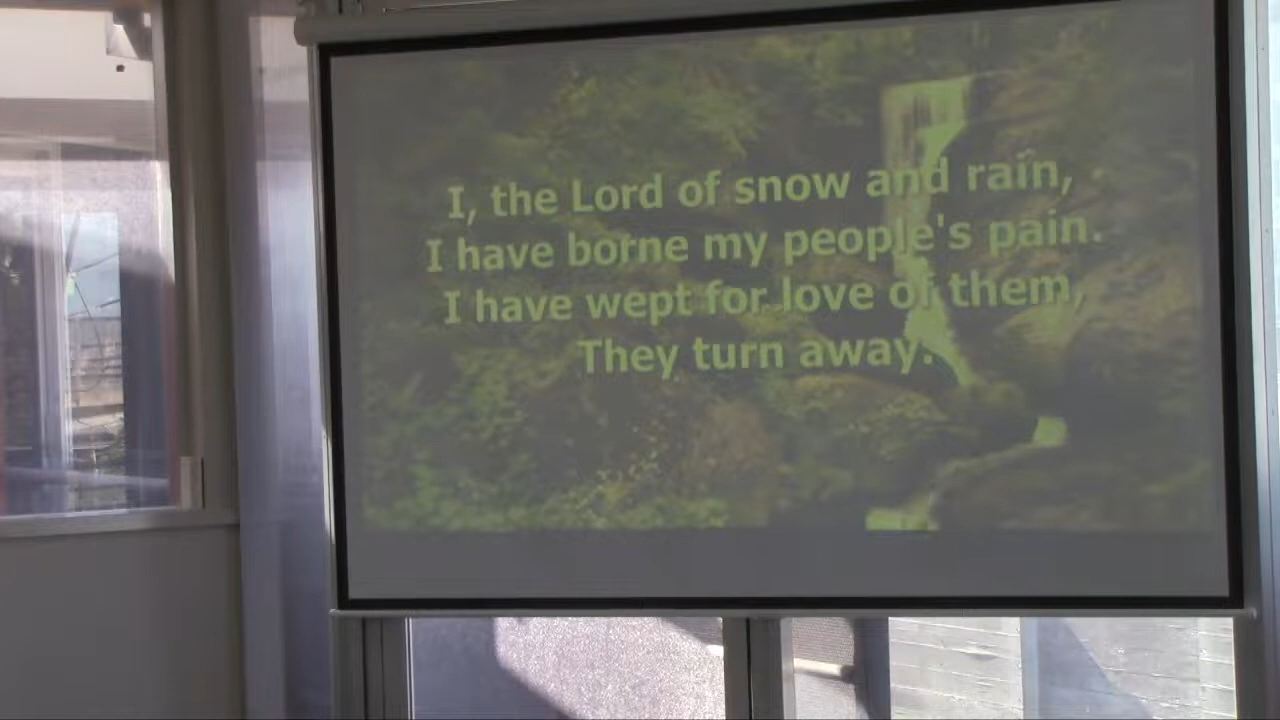 I, the Lord of snow and rain,
I have borne my people's pain.
I have wept for love of them,
They turn away.